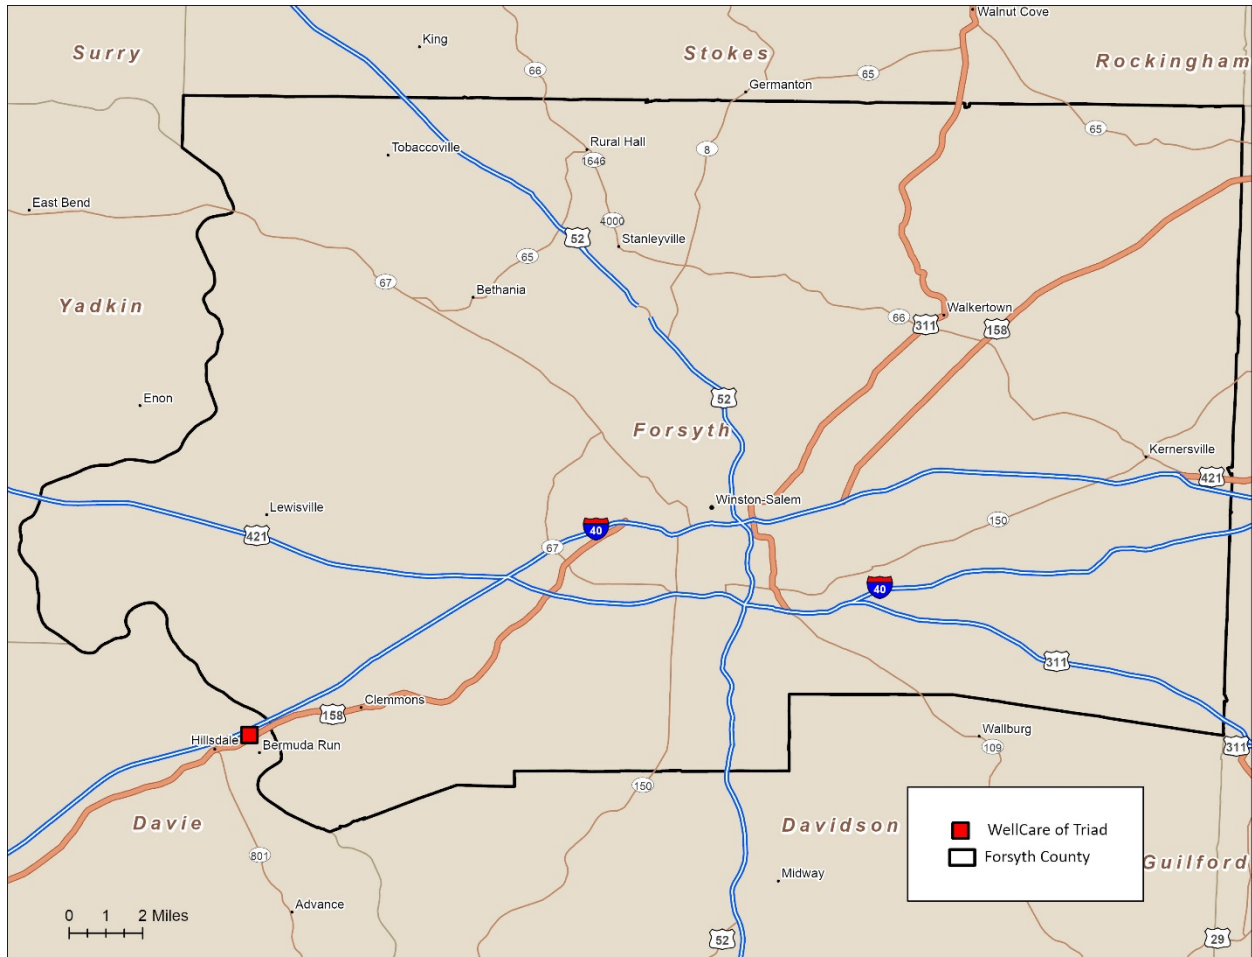 Walnut Cove
King
Surry
Stokes
Rockingham
66
65
Germanton
65
Tobaccoville
Rural Hall
1646
8
East Bend
4000
52
Stanleyville
65
67
Bethania
Yadkin
Walkertown
66
311
158
52
Enon
Forsyth
Kernersville
421
Lewisville
Winston-Salem
150
421
40
67
40
311
Clemmons
158
Hillsdale
Bermuda Run
Wallburg
109
311
150
Davie
Davidson
WellCare of Triad
Forsyth County
801
Guilford
Midway
Advance
0 1 2 Miles
52
29